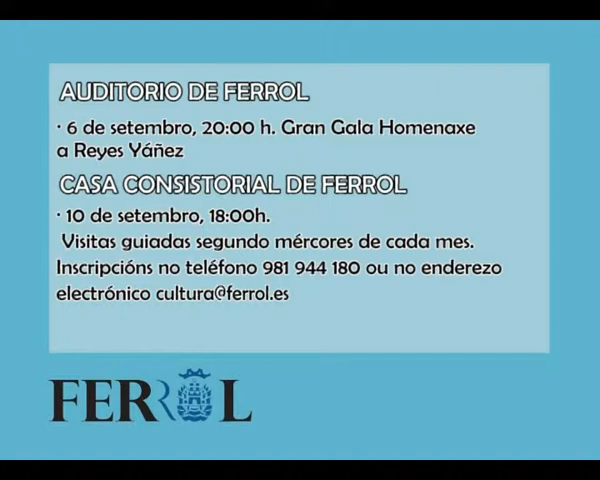 AUDITORIO DE FERROL
· 6 de setembro, 20:00 h. Gran Gala Homenaxe
a Reyes Yáñez
CASA CONSISTORIAL DE FERROL
· 10 de setembro, 18:00h.
Visitas guiadas segundo mércores de cada mes.
Inscripcións no teléfono 981 944 180 ou no enderezo
electrónico cultura@ferrol.es
FERROL